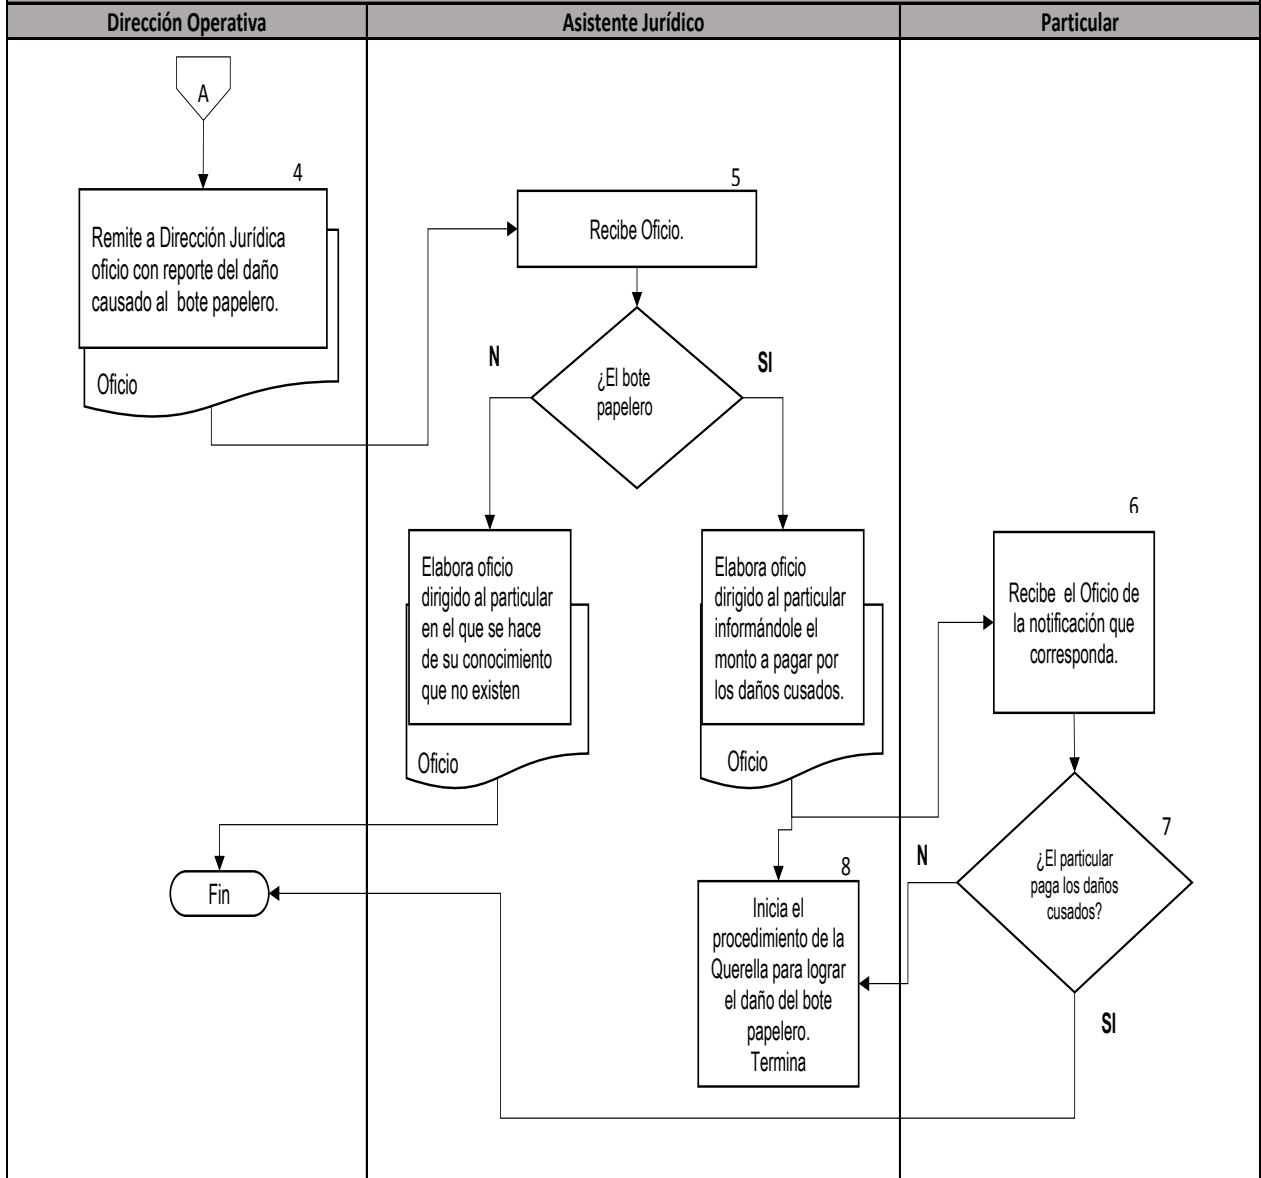 Dirección Operativa
Asistente Jurídico
Particular
A
4
Remite a Dirección Jurídica
oficio con reporte del daño
causado al bote papelero.
Oficio
5
Recibe Oficio.
¿El bote
papelero
N
SI
Elabora oficio
dirigido al particular
en el que se hace
de su conocimiento
que no existen
Oficio
Elabora oficio
dirigido al particular
informándole el
monto a pagar por
los daños cusados.
Oficio
6
Recibe el Oficio de
la notificación que
corresponda.
7
¿El particular
paga los daños
cusados?
N
SI
8
Inicia el
procedimiento de la
Querella para lograr
el daño del bote
papelero.
Termina
Fin